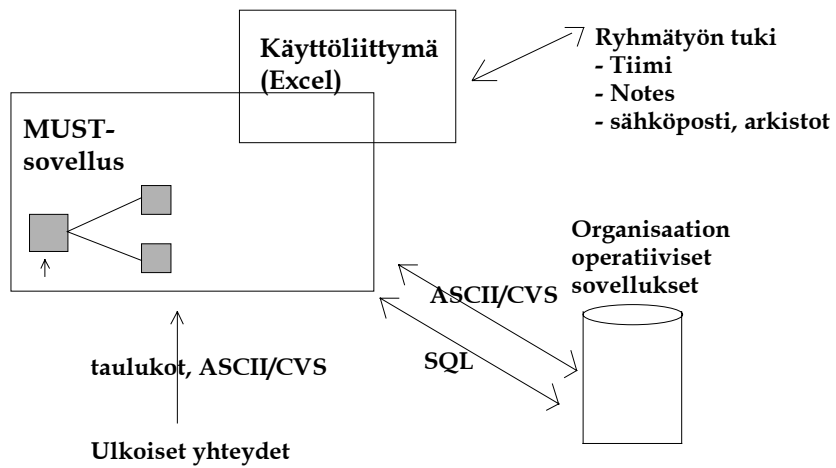 Käyttöliittymä
(Excel)
Ryhmätyön tuki
- Tiimi
- Notes
- sähköposti, arkistot
MUST-
sovellus
Organisaation
operatiiviset
sovellukset
ASCII/CVS
SQL
taulukot, ASCII/CVS
Ulkoiset yhteydet